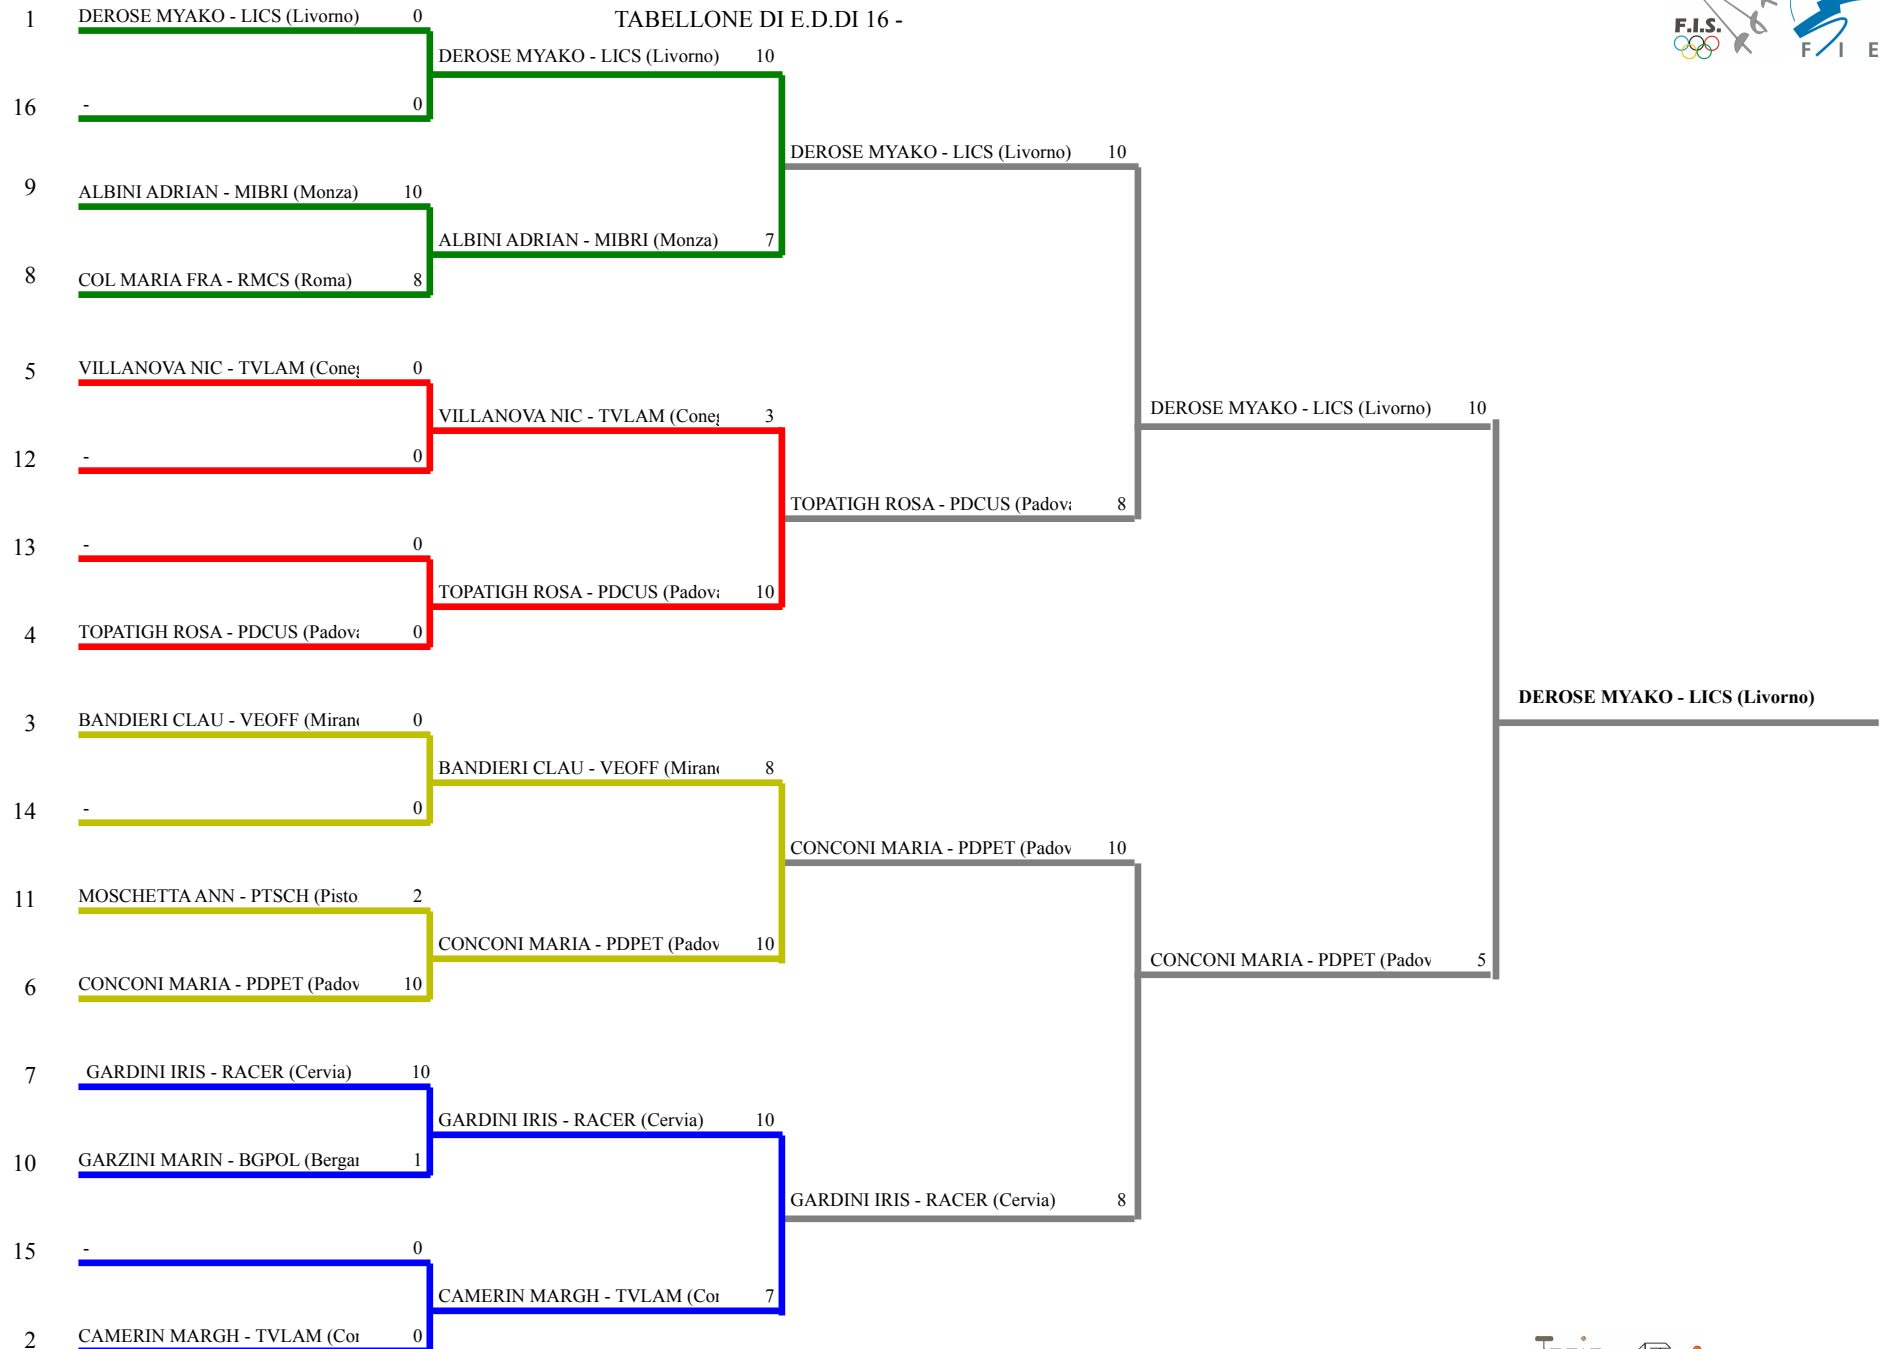 TABELLONE DI E.D.DI 16 -
F.I.S.
F I E
1 DEROSE MYAKO - LICS (Livorno) 0
DEROSE MYAKO - LICS (Livorno) 10
16 - 0
DEROSE MYAKO - LICS (Livorno) 10
9 ALBINI ADRIAN - MIBRI (Monza) 10
ALBINI ADRIAN - MIBRI (Monza) 7
8 COL MARIA FRA - RMCS (Roma) 8
5 VILLANOVA NIC - TVLAM (Coneg 0
DEROSE MYAKO - LICS (Livorno) 10
VILLANOVA NIC - TVLAM (Coneg 3
12 - 0
TOPATIGH ROSA - PDCUS (Padova 8
13 - 0
TOPATIGH ROSA - PDCUS (Padova 10
4 TOPATIGH ROSA - PDCUS (Padova 0
DEROSE MYAKO - LICS (Livorno)
3 BANDIERI CLAU - VEOFF (Miran 0
BANDIERI CLAU - VEOFF (Miran 8
14 - 0
CONCONI MARIA - PDPET (Padov 10
11 MOSCHETTA ANN - PTSCH (Pisto 2
CONCONI MARIA - PDPET (Padov 10
CONCONI MARIA - PDPET (Padov 5
6 CONCONI MARIA - PDPET (Padov 10
7 GARDINI IRIS - RACER (Cervia) 10
GARDINI IRIS - RACER (Cervia) 10
10 GARZINI MARIN - BGPOL (Bergar 1
GARDINI IRIS - RACER (Cervia) 8
15 - 0
CAMERIN MARGH - TVLAM (Cor 7
2 CAMERIN MARGH - TVLAM (Cor 0